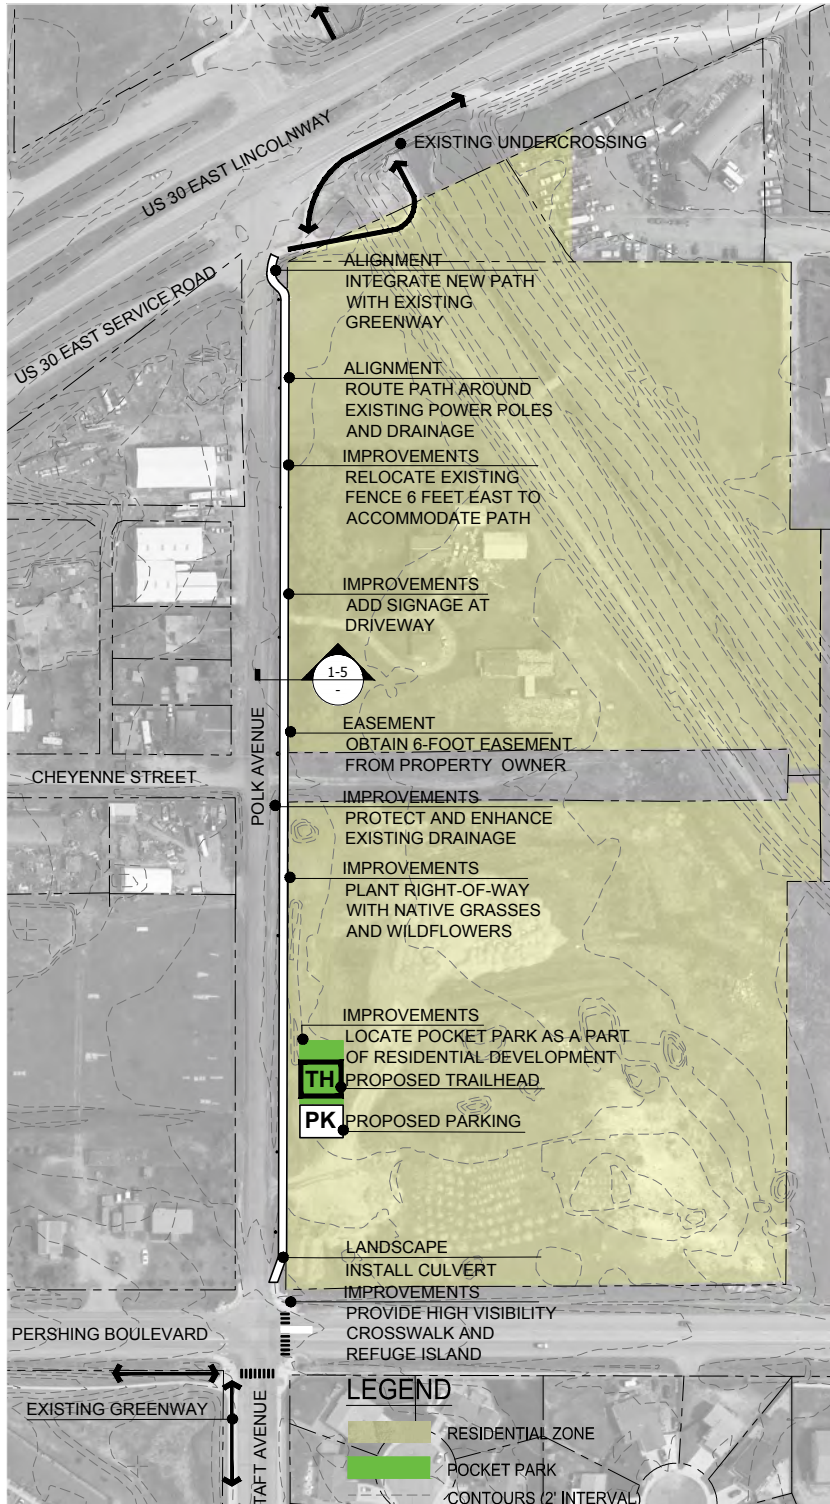 EXISTING UNDERCROSSING
US 30 EAST LINCOLNWAY
US 30 EAST SERVICE ROAD
ALIGNMENT
INTEGRATE NEW PATH
WITH EXISTING
GREENWAY
ALIGNMENT
ROUTE PATH AROUND
EXISTING POWER POLES
AND DRAINAGE
IMPROVEMENTS
RELOCATE EXISTING
FENCE 6 FEET EAST TO
ACCOMMODATE PATH
IMPROVEMENTS
ADD SIGNAGE AT
DRIVEWAY
1-5
-
EASEMENT
OBTAIN 6-FOOT EASEMENT
FROM PROPERTY OWNER
POLK AVENUE
CHEYENNE STREET
IMPROVEMENTS
PROTECT AND ENHANCE
EXISTING DRAINAGE
IMPROVEMENTS
PLANT RIGHT-OF-WAY
WITH NATIVE GRASSES
AND WILDFLOWERS
IMPROVEMENTS
LOCATE POCKET PARK AS A PART
OF RESIDENTIAL DEVELOPMENT
TH PROPOSED TRAILHEAD
PK PROPOSED PARKING
LANDSCAPE
INSTALL CULVERT
IMPROVEMENTS
PROVIDE HIGH VISIBILITY
CROSSWALK AND
REFUGE ISLAND
PERSHING BOULEVARD
EXISTING GREENWAY
TAFT AVENUE
LEGEND
RESIDENTIAL ZONE
POCKET PARK
CONTOURS (2' INTERVAL)